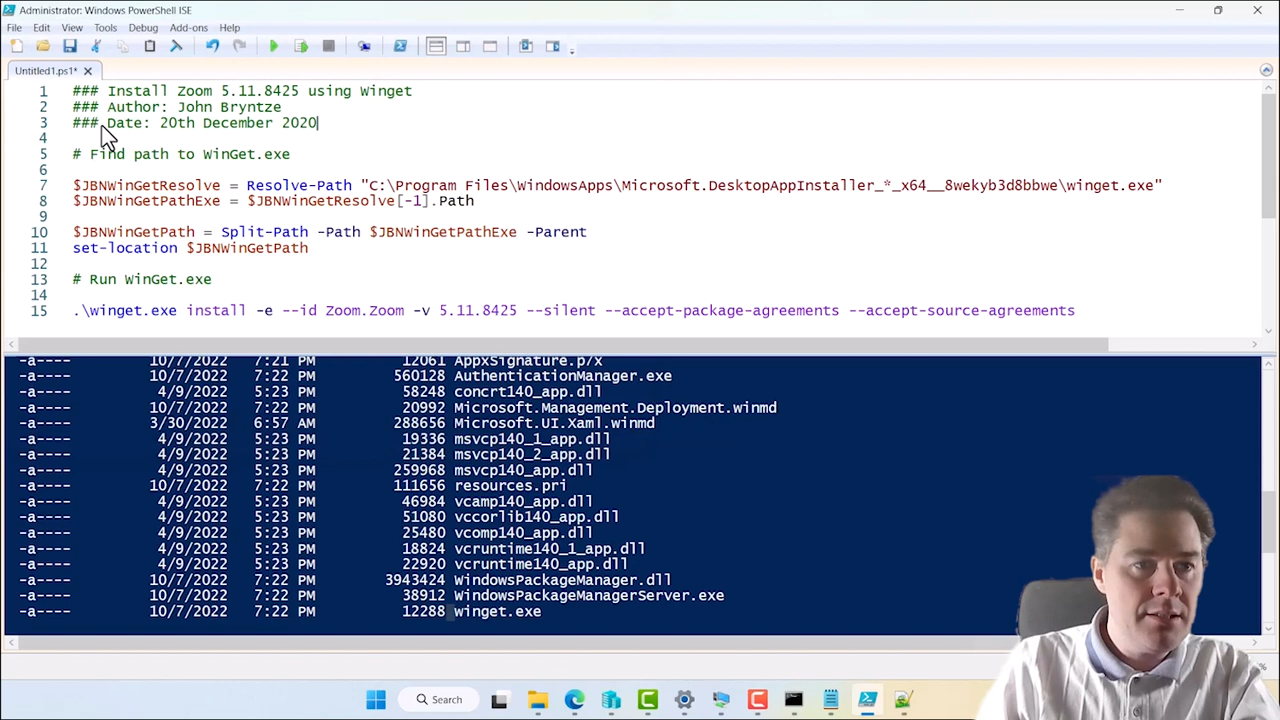 Administrator: Windows PowerShell ISE
File Edit View Tools Debug Add-ons Help
Untitled1.ps1*
1 ### Install Zoom 5.11.8425 using Winget
2 ### Author: John Bryntze
3 ### Date: 20th December 2020
4
5 # Find path to WinGet.exe
6
7 $JBNWinGetResolve = Resolve-Path "C:\Program Files\WindowsApps\Microsoft.DesktopAppInstaller_*_x64__8wekyb3d8bbwe\winget.exe"
8 $JBNWinGetPathExe = $JBNWinGetResolve[-1].Path
9
10 $JBNWinGetPath = Split-Path -Path $JBNWinGetPathExe -Parent
11 set-location $JBNWinGetPath
12
13 # Run WinGet.exe
14
15 .\winget.exe install -e --id Zoom.Zoom -v 5.11.8425 --silent --accept-package-agreements --accept-source-agreements
-a---- 10/7/2022 7:21 PM 12061 AppxSignature.p7x
-a---- 10/7/2022 7:22 PM 560128 AuthenticationManager.exe
-a---- 4/9/2022 5:23 PM 58248 concrt140_app.dll
-a---- 10/7/2022 7:22 PM 20992 Microsoft.Management.Deployment.winmd
-a---- 3/30/2022 6:57 AM 288656 Microsoft.UI.Xaml.winmd
-a---- 4/9/2022 5:23 PM 19336 msvcp140_1_app.dll
-a---- 4/9/2022 5:23 PM 21384 msvcp140_2_app.dll
-a---- 4/9/2022 5:23 PM 259968 msvcp140_app.dll
-a---- 10/7/2022 7:22 PM 111656 resources.pri
-a---- 4/9/2022 5:23 PM 46984 vcamp140_app.dll
-a---- 4/9/2022 5:23 PM 51080 vccorlib140_app.dll
-a---- 4/9/2022 5:23 PM 25480 vcomp140_app.dll
-a---- 4/9/2022 5:23 PM 18824 vcruntime140_1_app.dll
-a---- 4/9/2022 5:23 PM 22920 vcruntime140_app.dll
-a---- 10/7/2022 7:22 PM 3943424 WindowsPackageManager.dll
-a---- 10/7/2022 7:22 PM 38912 WindowsPackageManagerServer.exe
-a---- 10/7/2022 7:22 PM 12288 winget.exe
Search